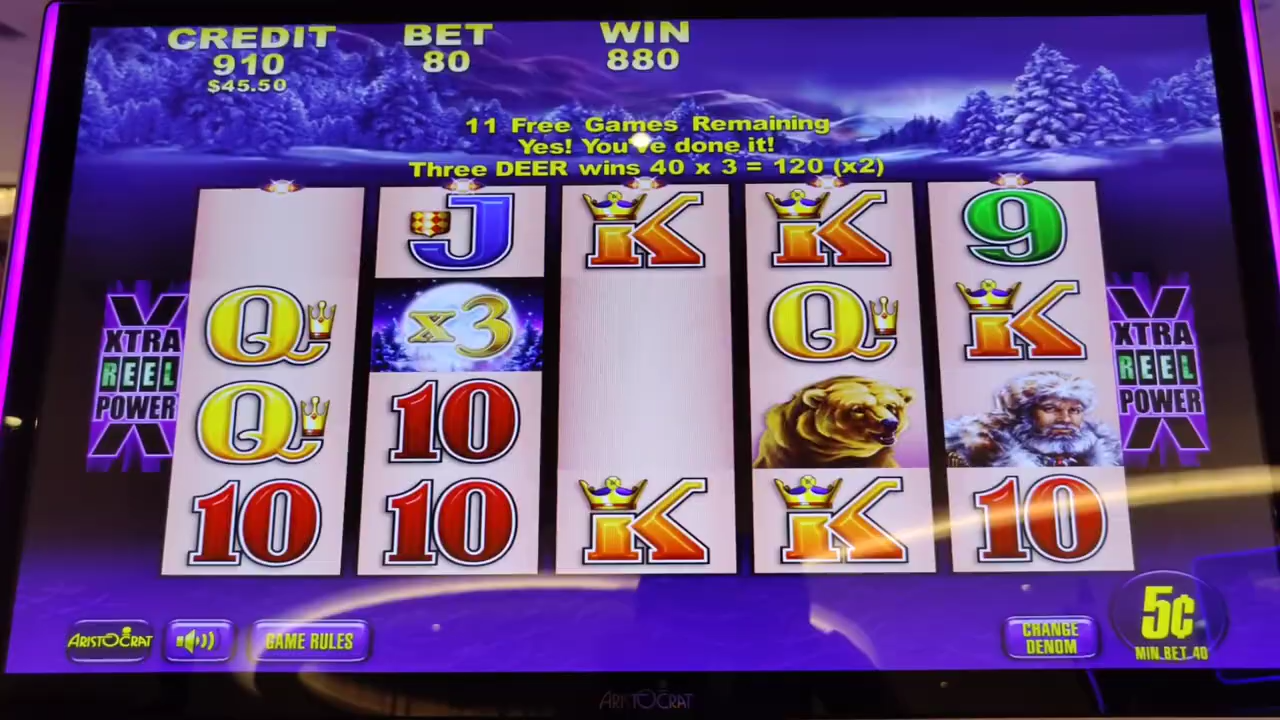 CREDIT BET WIN
910 80 880
$45.50
11 Free Games Remaining
Yes! You've done it!
Three DEER wins 40 x 3 = 120 (x2)
J K K 9
Q x3 Q K
Q 10
10 10 K K 10
XTRA
REEL
POWER
X
XTRA
REEL
POWER
X
ARISTOCRAT
GAME RULES
CHANGE
DENOM
5¢
MIN BET 40
ARISTOCRAT